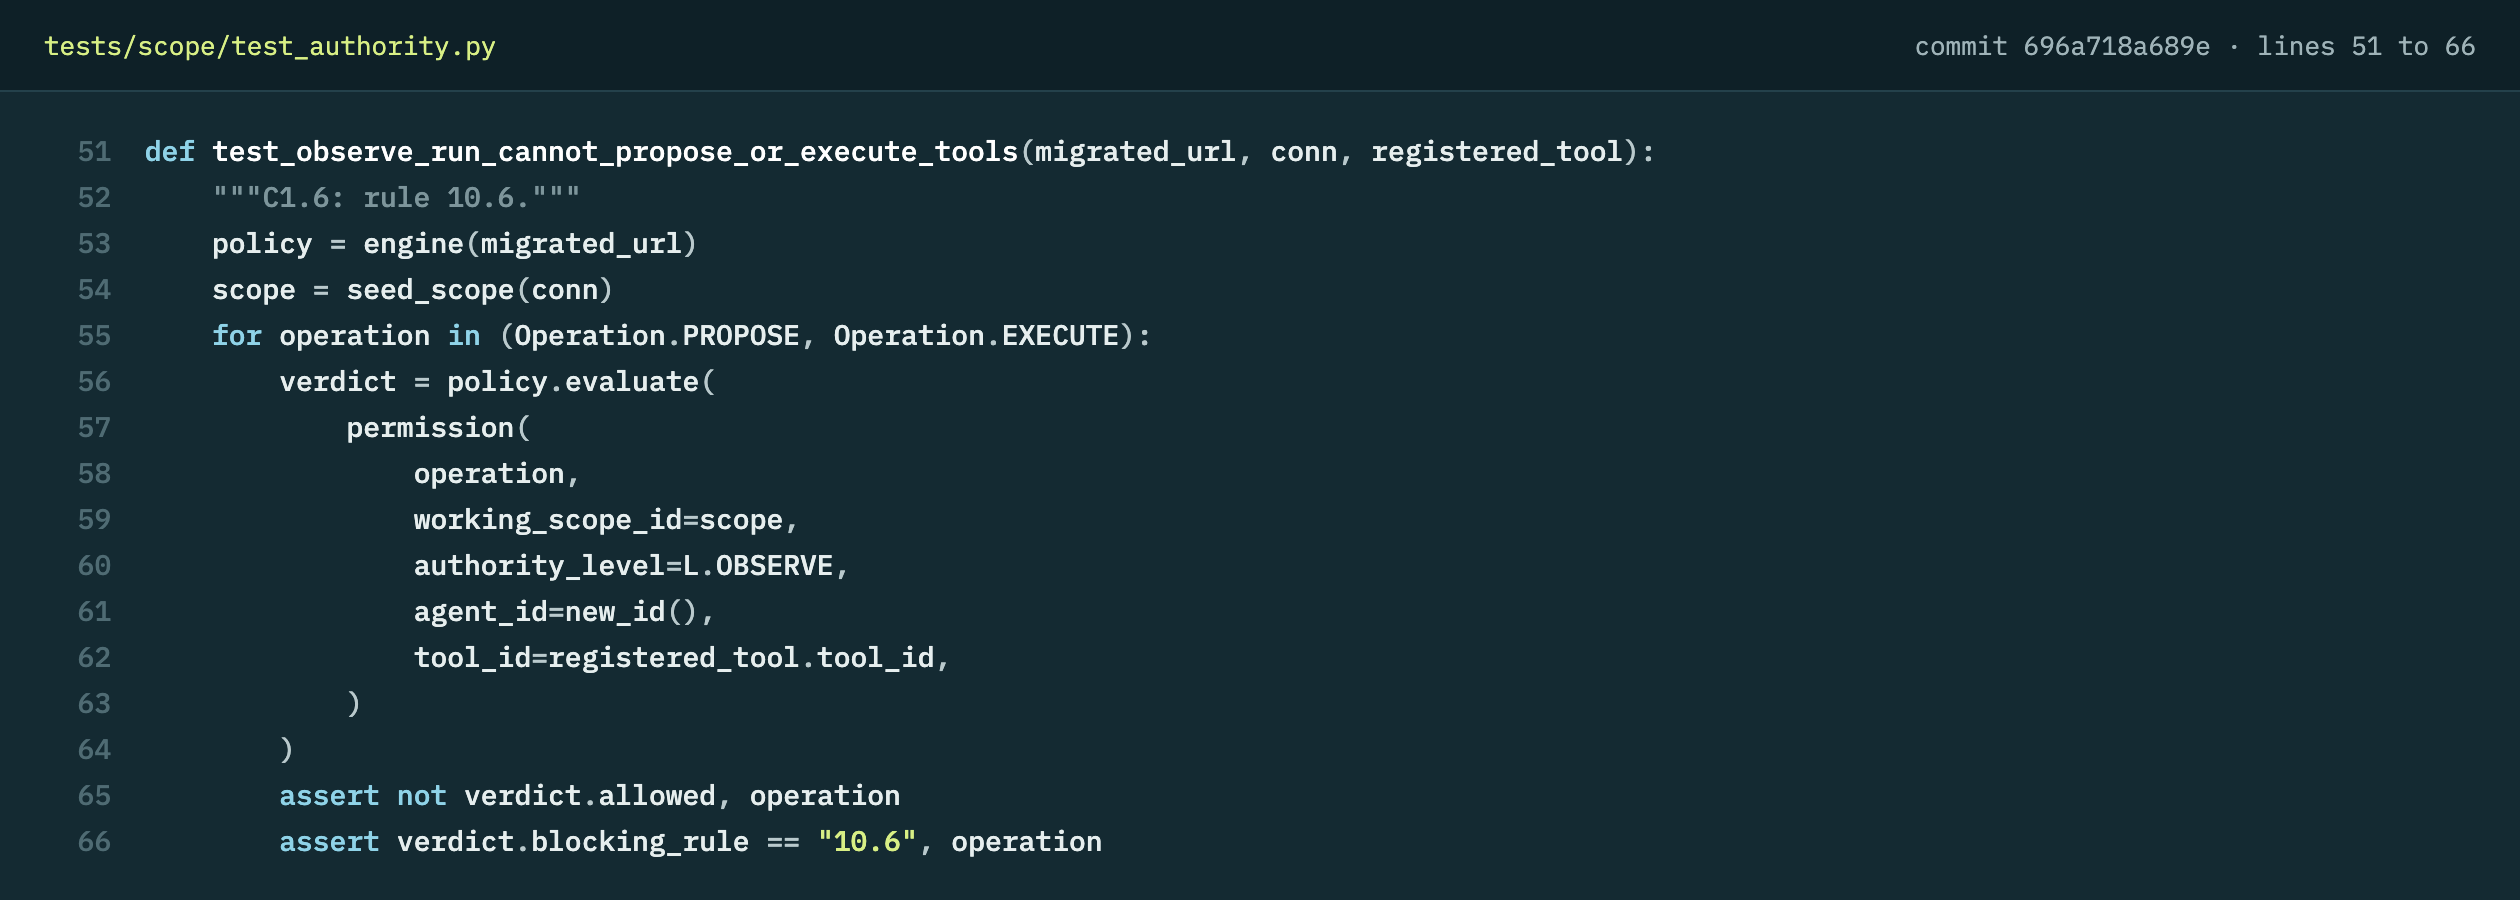 tests/scope/test_authority.py
commit 696a718a689e · lines 51 to 66
51 def test_observe_run_cannot_propose_or_execute_tools(migrated_url, conn, registered_tool):
52     """C1.6: rule 10.6."""
53     policy = engine(migrated_url)
54     scope = seed_scope(conn)
55     for operation in (Operation.PROPOSE, Operation.EXECUTE):
56         verdict = policy.evaluate(
57             permission(
58                 operation,
59                 working_scope_id=scope,
60                 authority_level=L.OBSERVE,
61                 agent_id=new_id(),
62                 tool_id=registered_tool.tool_id,
63             )
64         )
65         assert not verdict.allowed, operation
66         assert verdict.blocking_rule == "10.6", operation